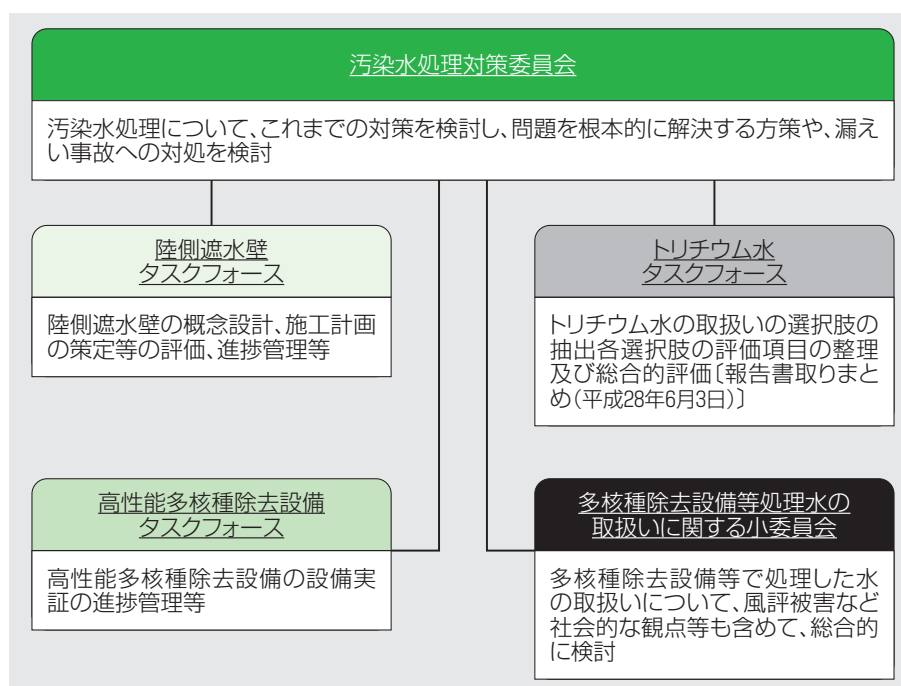 汚染水処理対策委員会
汚染水処理について、これまでの対策を検討し、問題を根本的に解決する方策や、漏え
い事故への対処を検討
陸側遮水壁
タスクフォース
陸側遮水壁の概念設計、施工計画
の策定等の評価、進捗管理等
トリチウム水
タスクフォース
トリチウム水の取扱いの選択肢の
抽出各選択肢の評価項目の整理
及び総合的評価〔報告書取りまと
め(平成28年6月3日)〕
高性能多核種除去設備
タスクフォース
高性能多核種除去設備の設備実
証の進捗管理等
多核種除去設備等処理水の
取扱いに関する小委員会
多核種除去設備等で処理した水
の取扱いについて、風評被害など
社会的な観点等も含めて、総合的
に検討